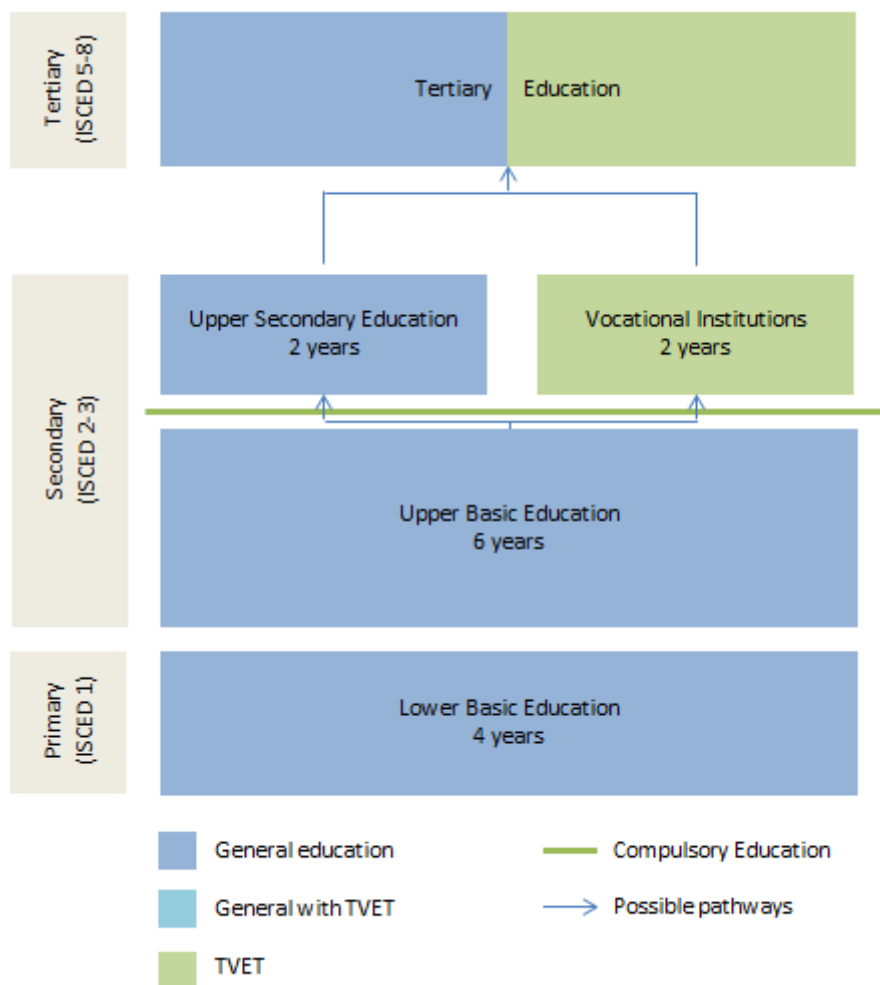 Tertiary
(ISCED 5-8)
Tertiary Education
Secondary
(ISCED 2-3)
Upper Secondary Education
2 years
Vocational Institutions
2 years
Upper Basic Education
6 years
Primary
(ISCED 1)
Lower Basic Education
4 years
General education
Compulsory Education
General with TVET
Possible pathways
TVET